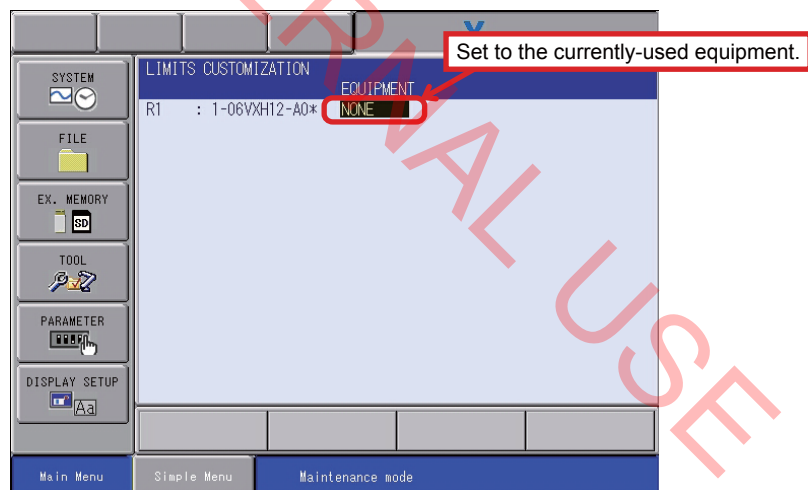 Set to the currently-used equipment.
LIMITS CUSTOMIZATION
EQUIPMENT
R1 : 1-06VXH12-A0* NONE
SYSTEM
FILE
EX. MEMORY
SD
TOOL
PARAMETER
DISPLAY SETUP
Aa
Main Menu
Simple Menu
Maintenance mode
USE